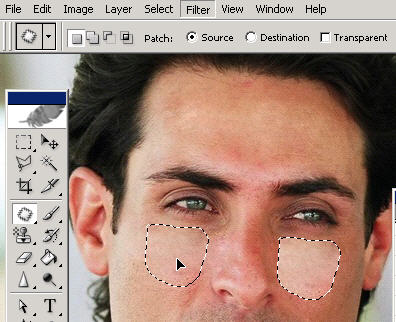 File Edit Image Layer Select Filter View Window Help
Patch: Source Destination Transparent
T